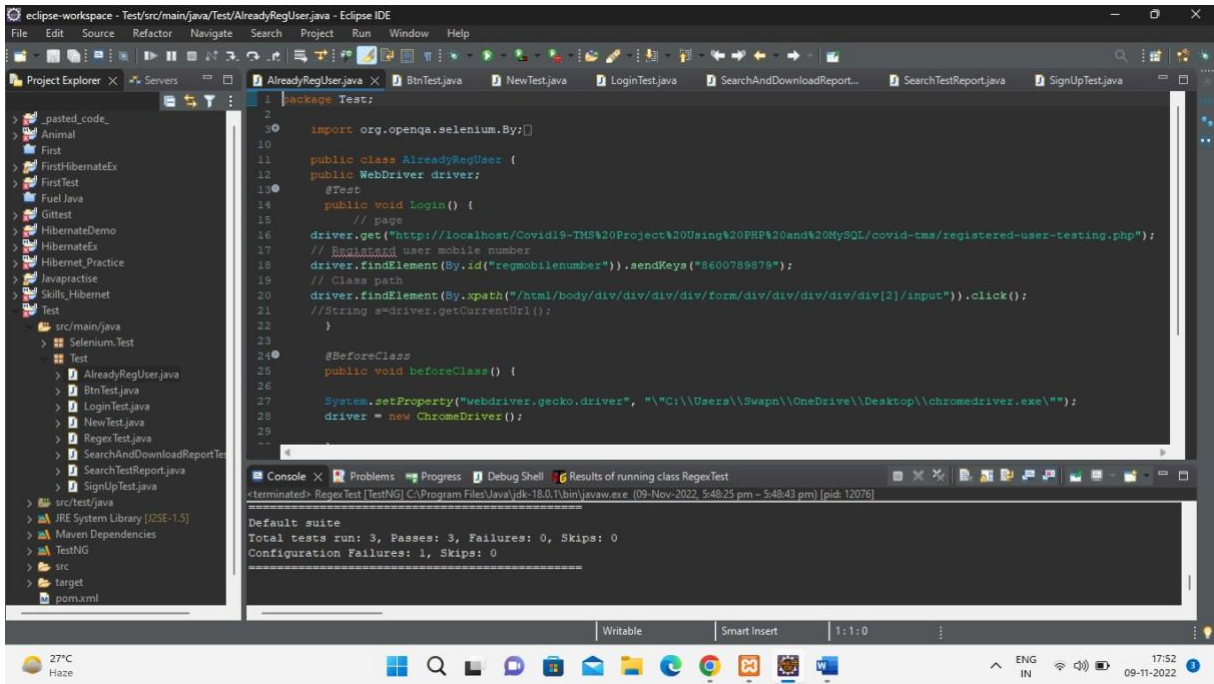 eclipse-workspace - Test/src/main/java/Test/AlreadyRegUser.java - Eclipse IDE
File Edit Source Refactor Navigate Search Project Run Window Help
Project Explorer Servers
AlreadyRegUser.java BtnTest.java NewTest.java LoginTest.java SearchAndDownloadReport... SearchTestReport.java SignUpTest.java
_pasted_code_
Animal
First
FirstHibernateEx
FirstTest
Fuel Java
Gittest
HibernateDemo
HibernateEx
Hibernet_Practice
Javapractise
Skills_Hibernet
Test
src/main/java
Selenium.Test
Test
AlreadyRegUser.java
BtnTest.java
LoginTest.java
NewTest.java
RegexTest.java
SearchAndDownloadReportTes
SearchTestReport.java
SignUpTest.java
src/test/java
JRE System Library [J2SE-1.5]
Maven Dependencies
TestNG
src
target
pom.xml
1 package Test;
2
3 import org.openqa.selenium.By;
10
11 public class AlreadyRegUser {
12 public WebDriver driver;
13 @Test
14 public void Login() {
15 // page
16 driver.get("http://localhost/Covid19-TMS%20Project%20Using%20PHP%20and%20MySQL/covid-tms/registered-user-testing.php");
17 // Registerd user mobile number
18 driver.findElement(By.id("regmobilenumber")).sendKeys("8600789879");
19 // Class path
20 driver.findElement(By.xpath("/html/body/div/div/div/div/form/div/div/div/div/div[2]/input")).click();
21 //String s=driver.getCurrentUrl();
22 }
23
24 @BeforeClass
25 public void beforeClass() {
26
27 System.setProperty("webdriver.gecko.driver", "\"C:\\Users\\Swapn\\OneDrive\\Desktop\\chromedriver.exe\"");
28 driver = new ChromeDriver();
29
Console Problems Progress Debug Shell Results of running class RegexTest
<terminated> RegexTest [TestNG] C:\Program Files\Java\jdk-18.0.1\bin\javaw.exe (09-Nov-2022, 5:48:25 pm – 5:48:43 pm) [pid: 12076]
===============================================
Default suite
Total tests run: 3, Passes: 3, Failures: 0, Skips: 0
Configuration Failures: 1, Skips: 0
===============================================
Writable Smart Insert 1:1:0
27°C
Haze
ENG
IN
17:52
09-11-2022
3